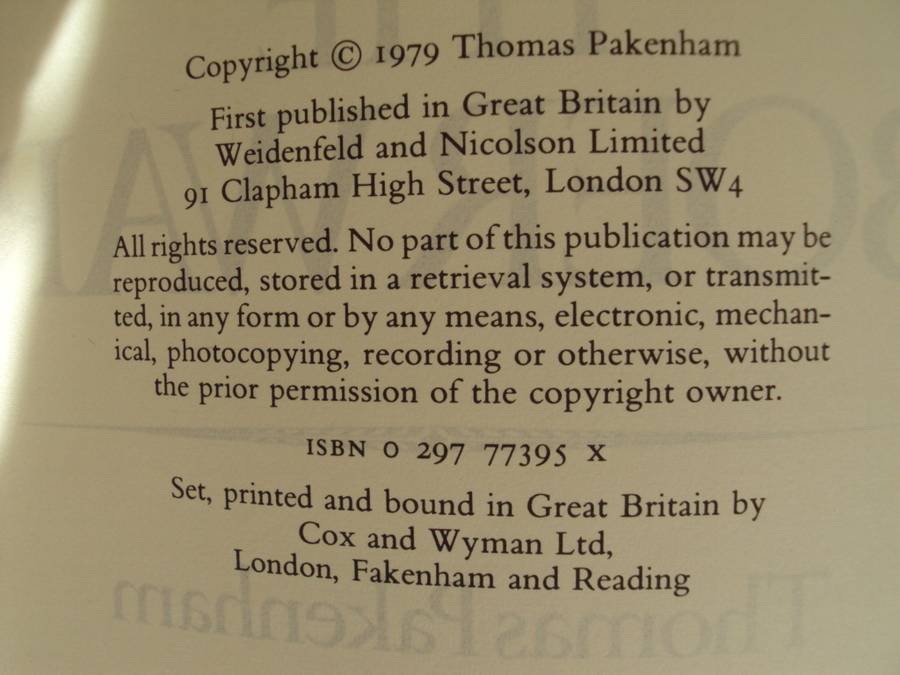 Copyright © 1979 Thomas Pakenham
First published in Great Britain by
Weidenfeld and Nicolson Limited
91 Clapham High Street, London SW4
All rights reserved. No part of this publication may be
reproduced, stored in a retrieval system, or transmit-
ted, in any form or by any means, electronic, mechan-
ical, photocopying, recording or otherwise, without
the prior permission of the copyright owner.
ISBN 0 297 77395 X
Set, printed and bound in Great Britain by
Cox and Wyman Ltd,
London, Fakenham and Reading
Thomas Pakenham